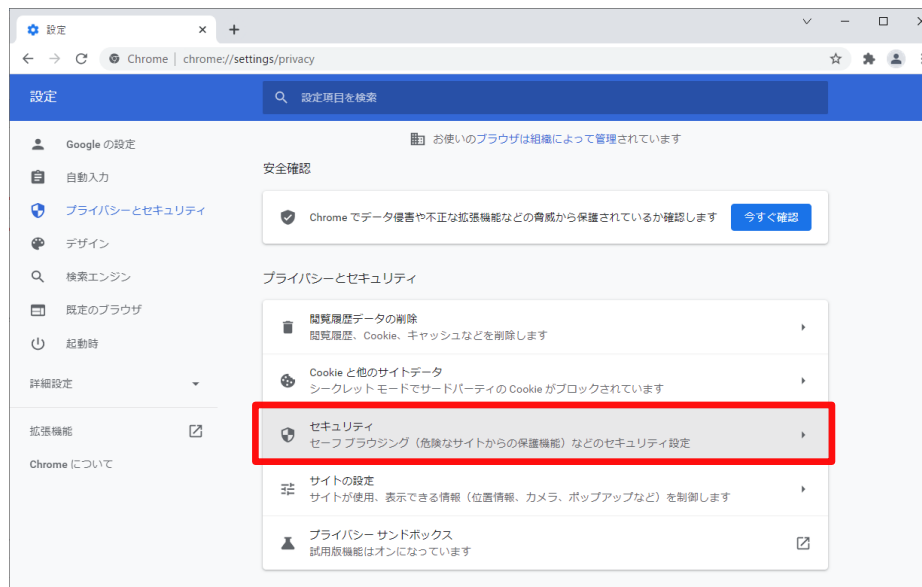 設定
Chrome | chrome://settings/privacy
設定
設定項目を検索
お使いのブラウザは組織によって管理されています
Google の設定
自動入力
プライバシーとセキュリティ
デザイン
検索エンジン
既定のブラウザ
起動時
詳細設定
拡張機能
Chrome について
安全確認
Chrome でデータ侵害や不正な拡張機能などの脅威から保護されているか確認します
今すぐ確認
プライバシーとセキュリティ
閲覧履歴データの削除
閲覧履歴、Cookie、キャッシュなどを削除します
Cookie と他のサイトデータ
シークレット モードでサードパーティの Cookie がブロックされています
セキュリティ
セーフ ブラウジング（危険なサイトからの保護機能）などのセキュリティ設定
サイトの設定
サイトが使用、表示できる情報（位置情報、カメラ、ポップアップなど）を制御します
プライバシー サンドボックス
試用版機能はオンになっています